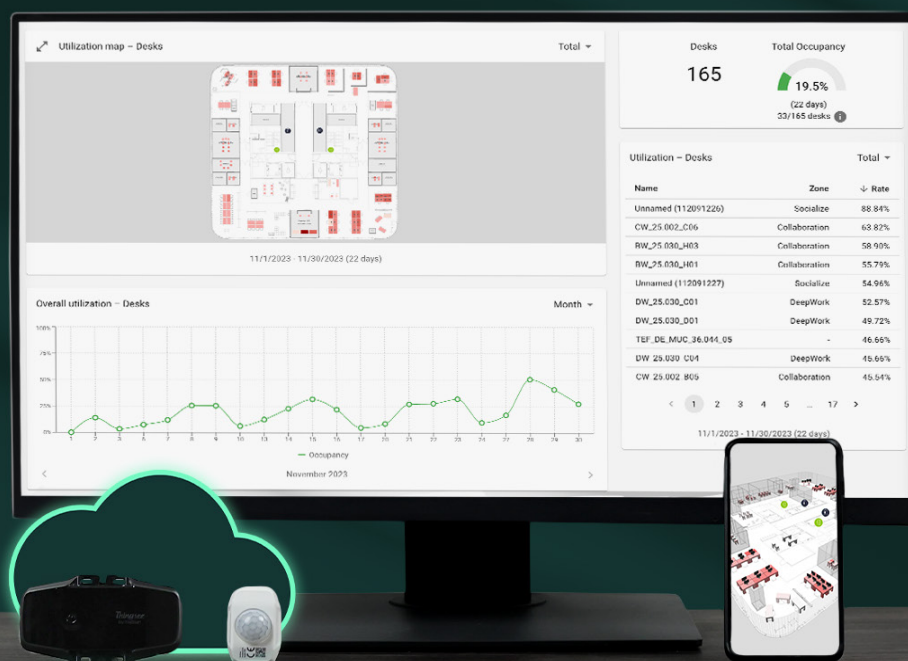 Utilization map – Desks
Total
11/1/2023 - 11/30/2023 (22 days)
Overall utilization – Desks
Month
100%
75%
50%
25%
0%
1 2 3 6 7 8 9 10 13 14 15 16 17 20 21 22 23 24 27 28 29 30
Occupancy
November 2023
Desks
165
Total Occupancy
19.5%
(22 days)
33/165 desks
Utilization – Desks
Total
Name Zone Rate
Unnamed (112091226) Socialize 88.84%
CW_25.002_C06 Collaboration 63.82%
BW_25.030_H03 Collaboration 58.90%
BW_25.030_H01 Collaboration 55.79%
Unnamed (112091227) Socialize 54.96%
DW_25.030_C01 DeepWork 52.57%
DW_25.030_D01 DeepWork 49.72%
TEF_DE_MUC_36.044_05 - 46.66%
DW_25.030_C04 DeepWork 45.66%
CW_25.002_B05 Collaboration 45.54%
1 2 3 4 5 ... 17
11/1/2023 - 11/30/2023 (22 days)